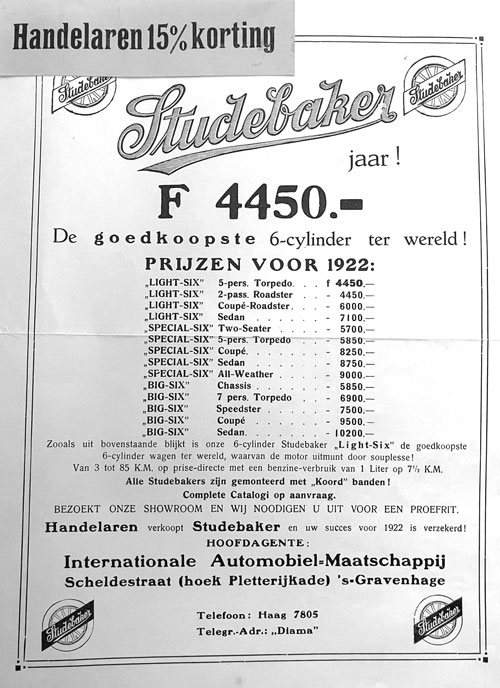 Handelaren 15% korting
Studebaker
Studebaker
Studebaker
jaar!
F 4450.-
De goedkoopste 6-cylinder ter wereld!
PRIJZEN VOOR 1922:
„LIGHT-SIX” 5-pers. Torpedo. . . f 4450.—
„LIGHT-SIX” 2-pass. Roadster . . - 4450.—
„LIGHT-SIX” Coupé-Roadster. . . - 6000.—
„LIGHT-SIX” Sedan . . . . . . - 7100.—
„SPECIAL-SIX” Two-Seater . . . . - 5700.—
„SPECIAL-SIX” 5-pers. Torpedo . . - 5850.—
„SPECIAL-SIX” Coupé. . . . . . - 8250.—
„SPECIAL-SIX” Sedan . . . . . . - 8750.—
„SPECIAL-SIX” All-Weather . . . . - 9000.—
„BIG-SIX” Chassis . . . . . . - 5850.—
„BIG-SIX” 7 pers. Torpedo . . - 6900.—
„BIG-SIX” Speedster . . . . - 7500.—
„BIG-SIX” Coupé . . . . . . - 9500.—
„BIG-SIX” Sedan. . . . . . . - 10200.—
Zooals uit bovenstaande blijkt is onze 6-cylinder Studebaker „Light-Six” de goedkoopste
6-cylinder wagen ter wereld, waarvan de motor uitmunt door souplesse!
Van 3 tot 85 K.M. op prise-directe met een benzine-verbruik van 1 Liter op 7½ K.M.
Alle Studebakers zijn gemonteerd met „Koord” banden!
Complete Catalogi op aanvraag.
BEZOEKT ONZE SHOWROOM EN WIJ NOODIGEN U UIT VOOR EEN PROEFRIT.
Handelaren verkoopt Studebaker en uw succes voor 1922 is verzekerd!
HOOFDAGENTE:
Internationale Automobiel=Maatschappij
Scheldestraat (hoek Pletterijkade) 's-Gravenhage
Studebaker
Studebaker
Telefoon: Haag 7805
Telegr.-Adr.: „Diama”